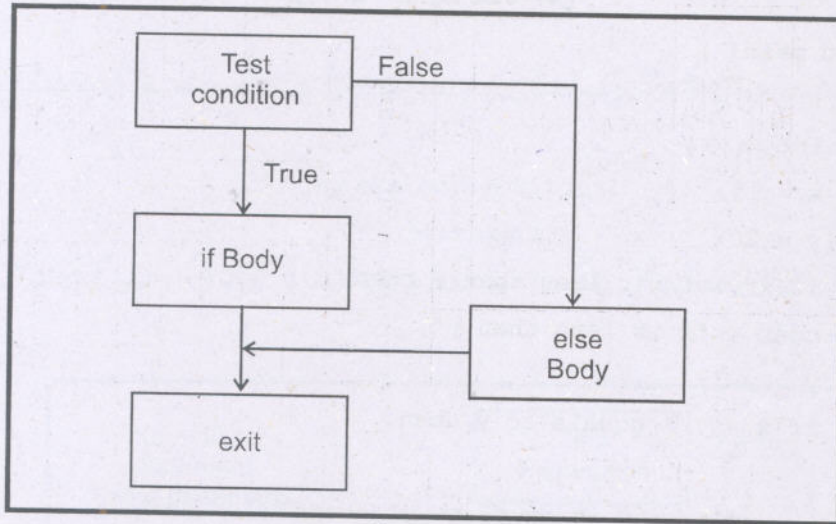 Test
condition
False
True
if Body
else
Body
exit